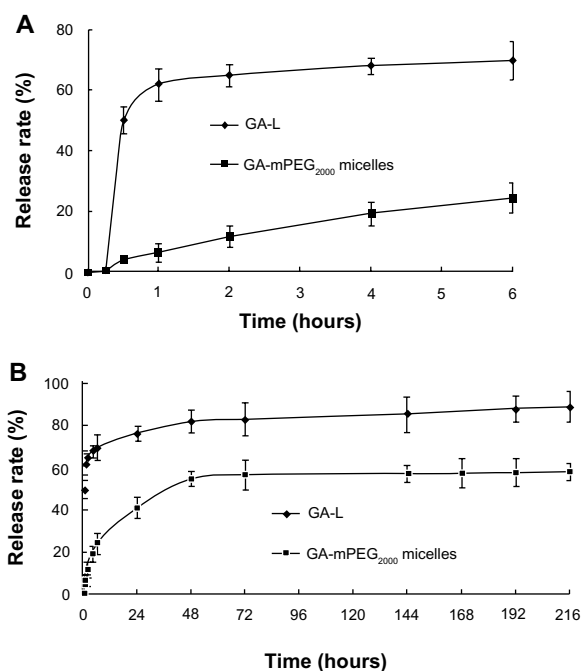 A
Release rate (%)
80
60
40
20
0
GA-L
GA-mPEG2000 micelles
0 1 2 3 4 5 6
Time (hours)
B
Release rate (%)
100
80
60
40
20
0
GA-L
GA-mPEG2000 micelles
0 24 48 72 96 120 144 168 192 216
Time (hours)